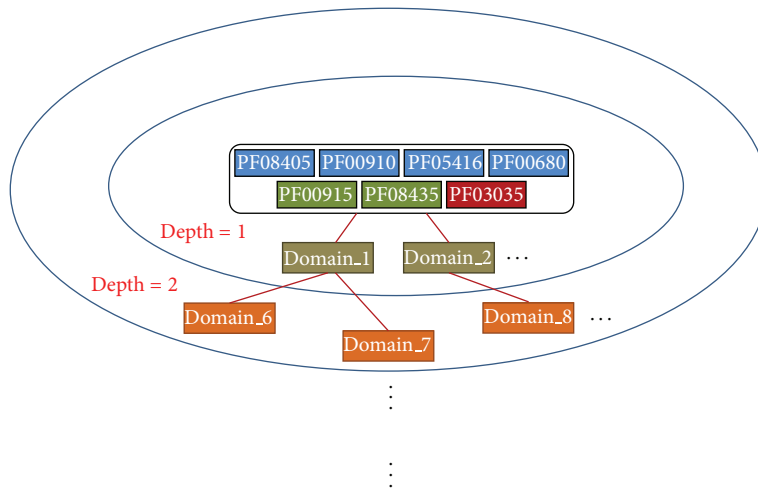 PF08405 PF00910 PF05416 PF00680
PF00915 PF08435 PF03035
Depth = 1
Domain_1 Domain_2 ...
Depth = 2
Domain_6 Domain_7 Domain_8 ...
⋮
⋮